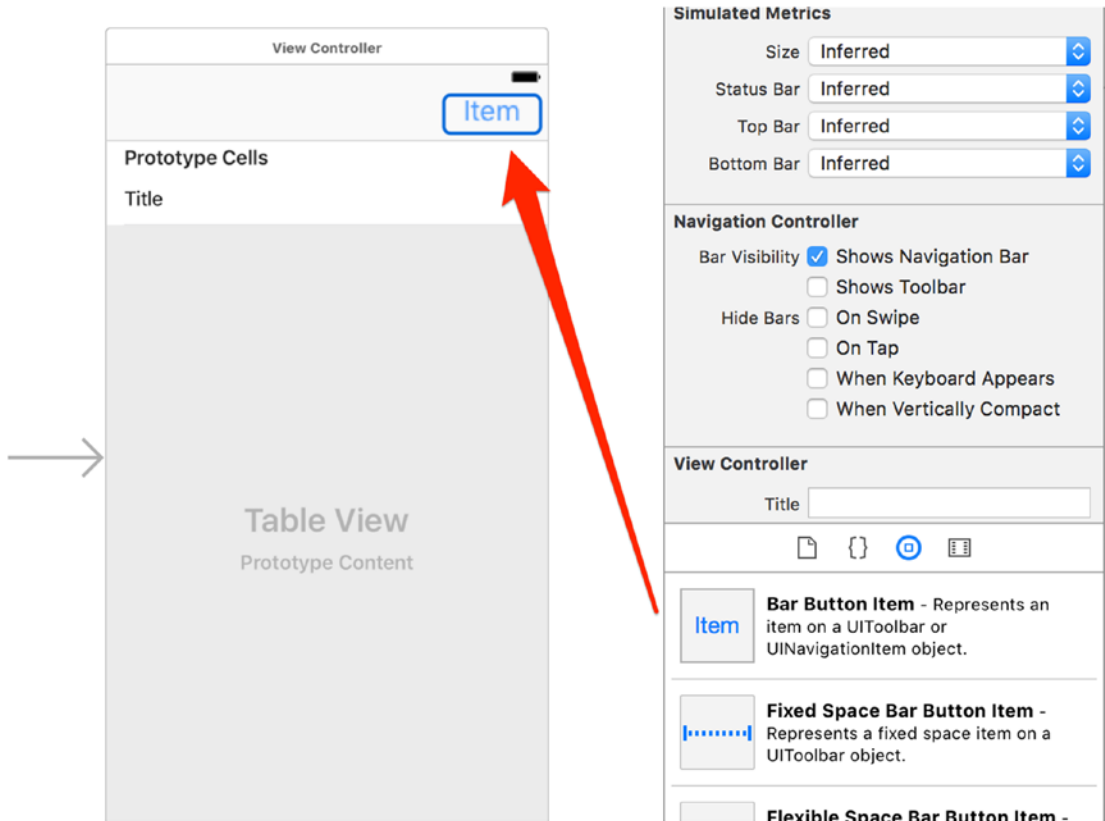 View Controller
Item
Prototype Cells
Title
Table View
Prototype Content
Simulated Metrics
Size Inferred
Status Bar Inferred
Top Bar Inferred
Bottom Bar Inferred
Navigation Controller
Bar Visibility Shows Navigation Bar
Shows Toolbar
Hide Bars On Swipe
On Tap
When Keyboard Appears
When Vertically Compact
View Controller
Title
{}
Item
Bar Button Item - Represents an
item on a UIToolbar or
UINavigationItem object.
Fixed Space Bar Button Item -
Represents a fixed space item on a
UIToolbar object.
Flexible Space Bar Button Item -